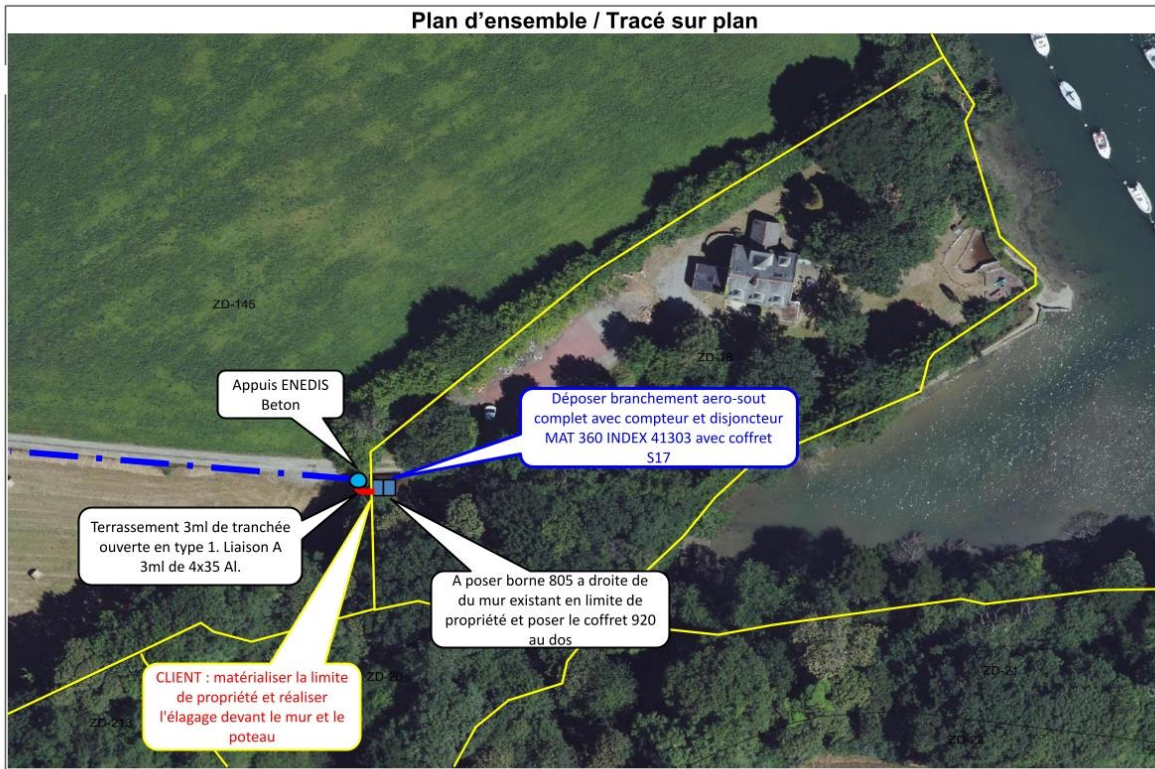 Plan d'ensemble / Tracé sur plan
ZD-145
ZD-18
Appuis ENEDIS
Beton
Déposer branchement aero-sout
complet avec compteur et disjoncteur
MAT 360 INDEX 41303 avec coffret
S17
Terrassement 3ml de tranchée
ouverte en type 1. Liaison A
3ml de 4x35 Al.
A poser borne 805 a droite de
du mur existant en limite de
propriété et poser le coffret 920
au dos
CLIENT : matérialiser la limite
de propriété et réaliser
l'élagage devant le mur et le
poteau
ZD-20
ZD-21
ZD-213
ZD-22